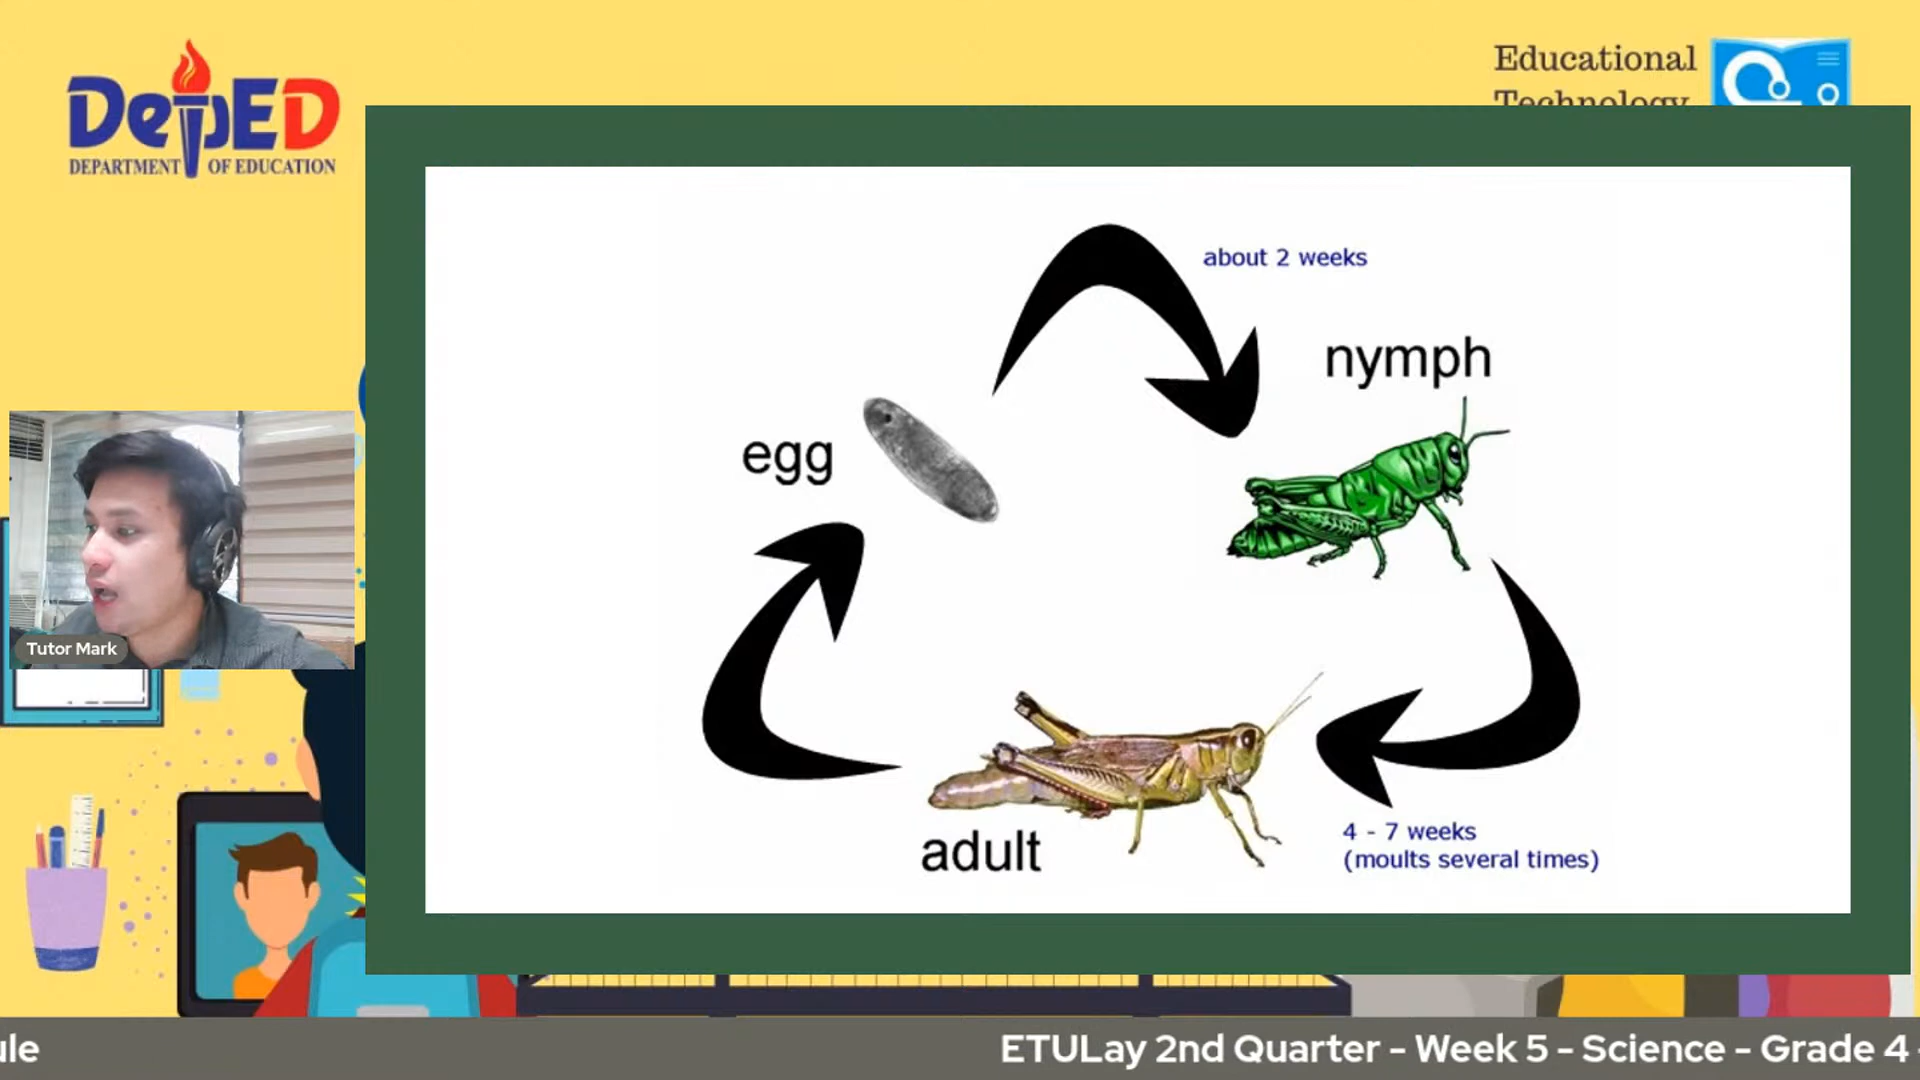 DepED
DEPARTMENT OF EDUCATION
Educational
Technology
about 2 weeks
nymph
egg
adult
4 - 7 weeks
(moults several times)
Tutor Mark
ETULay 2nd Quarter - Week 5 - Science - Grade 4 -